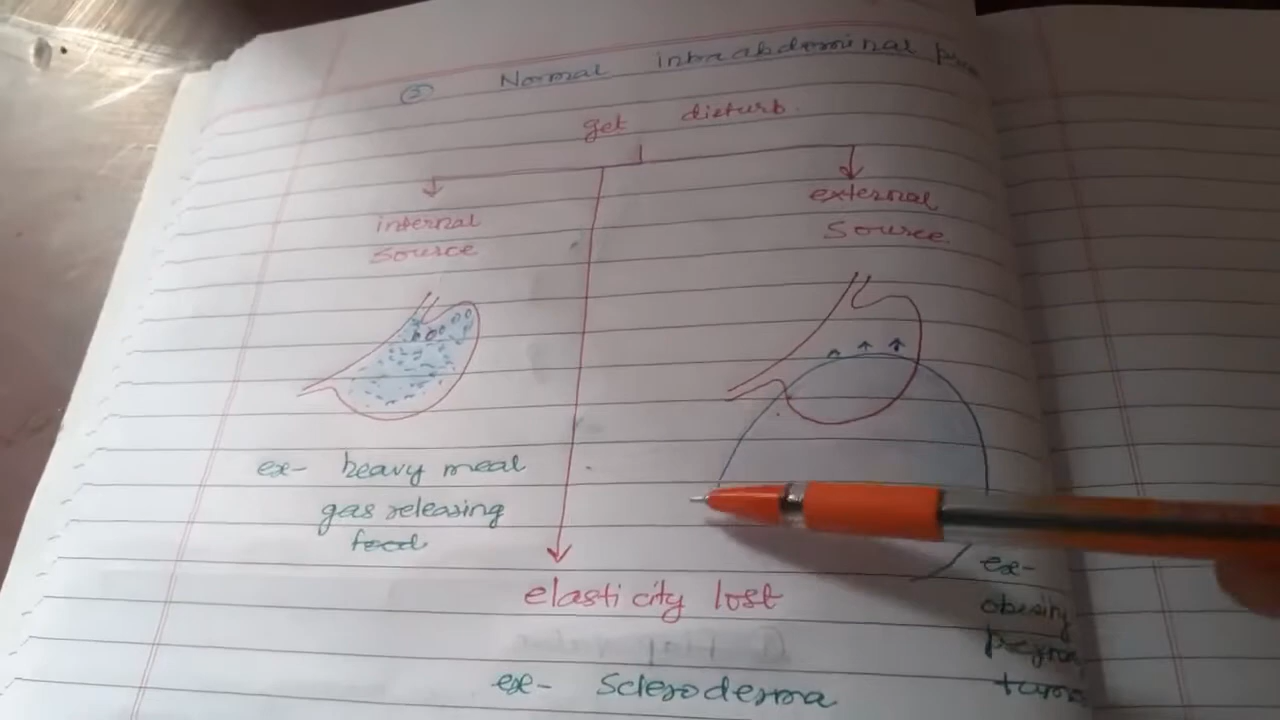 ② Normal intraabdominal
get disturb
internal
source
external
source
ex- heavy meal
gas releasing
food
elasticity lost
ex- Scleroderma
ex-
obesity